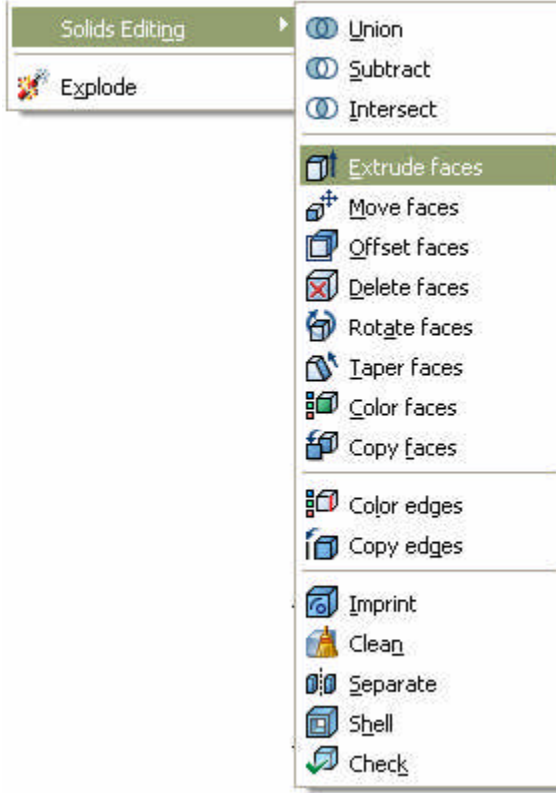 Solids Editing
Explode
Union
Subtract
Intersect
Extrude faces
Move faces
Offset faces
Delete faces
Rotate faces
Taper faces
Color faces
Copy faces
Color edges
Copy edges
Imprint
Clean
Separate
Shell
Check